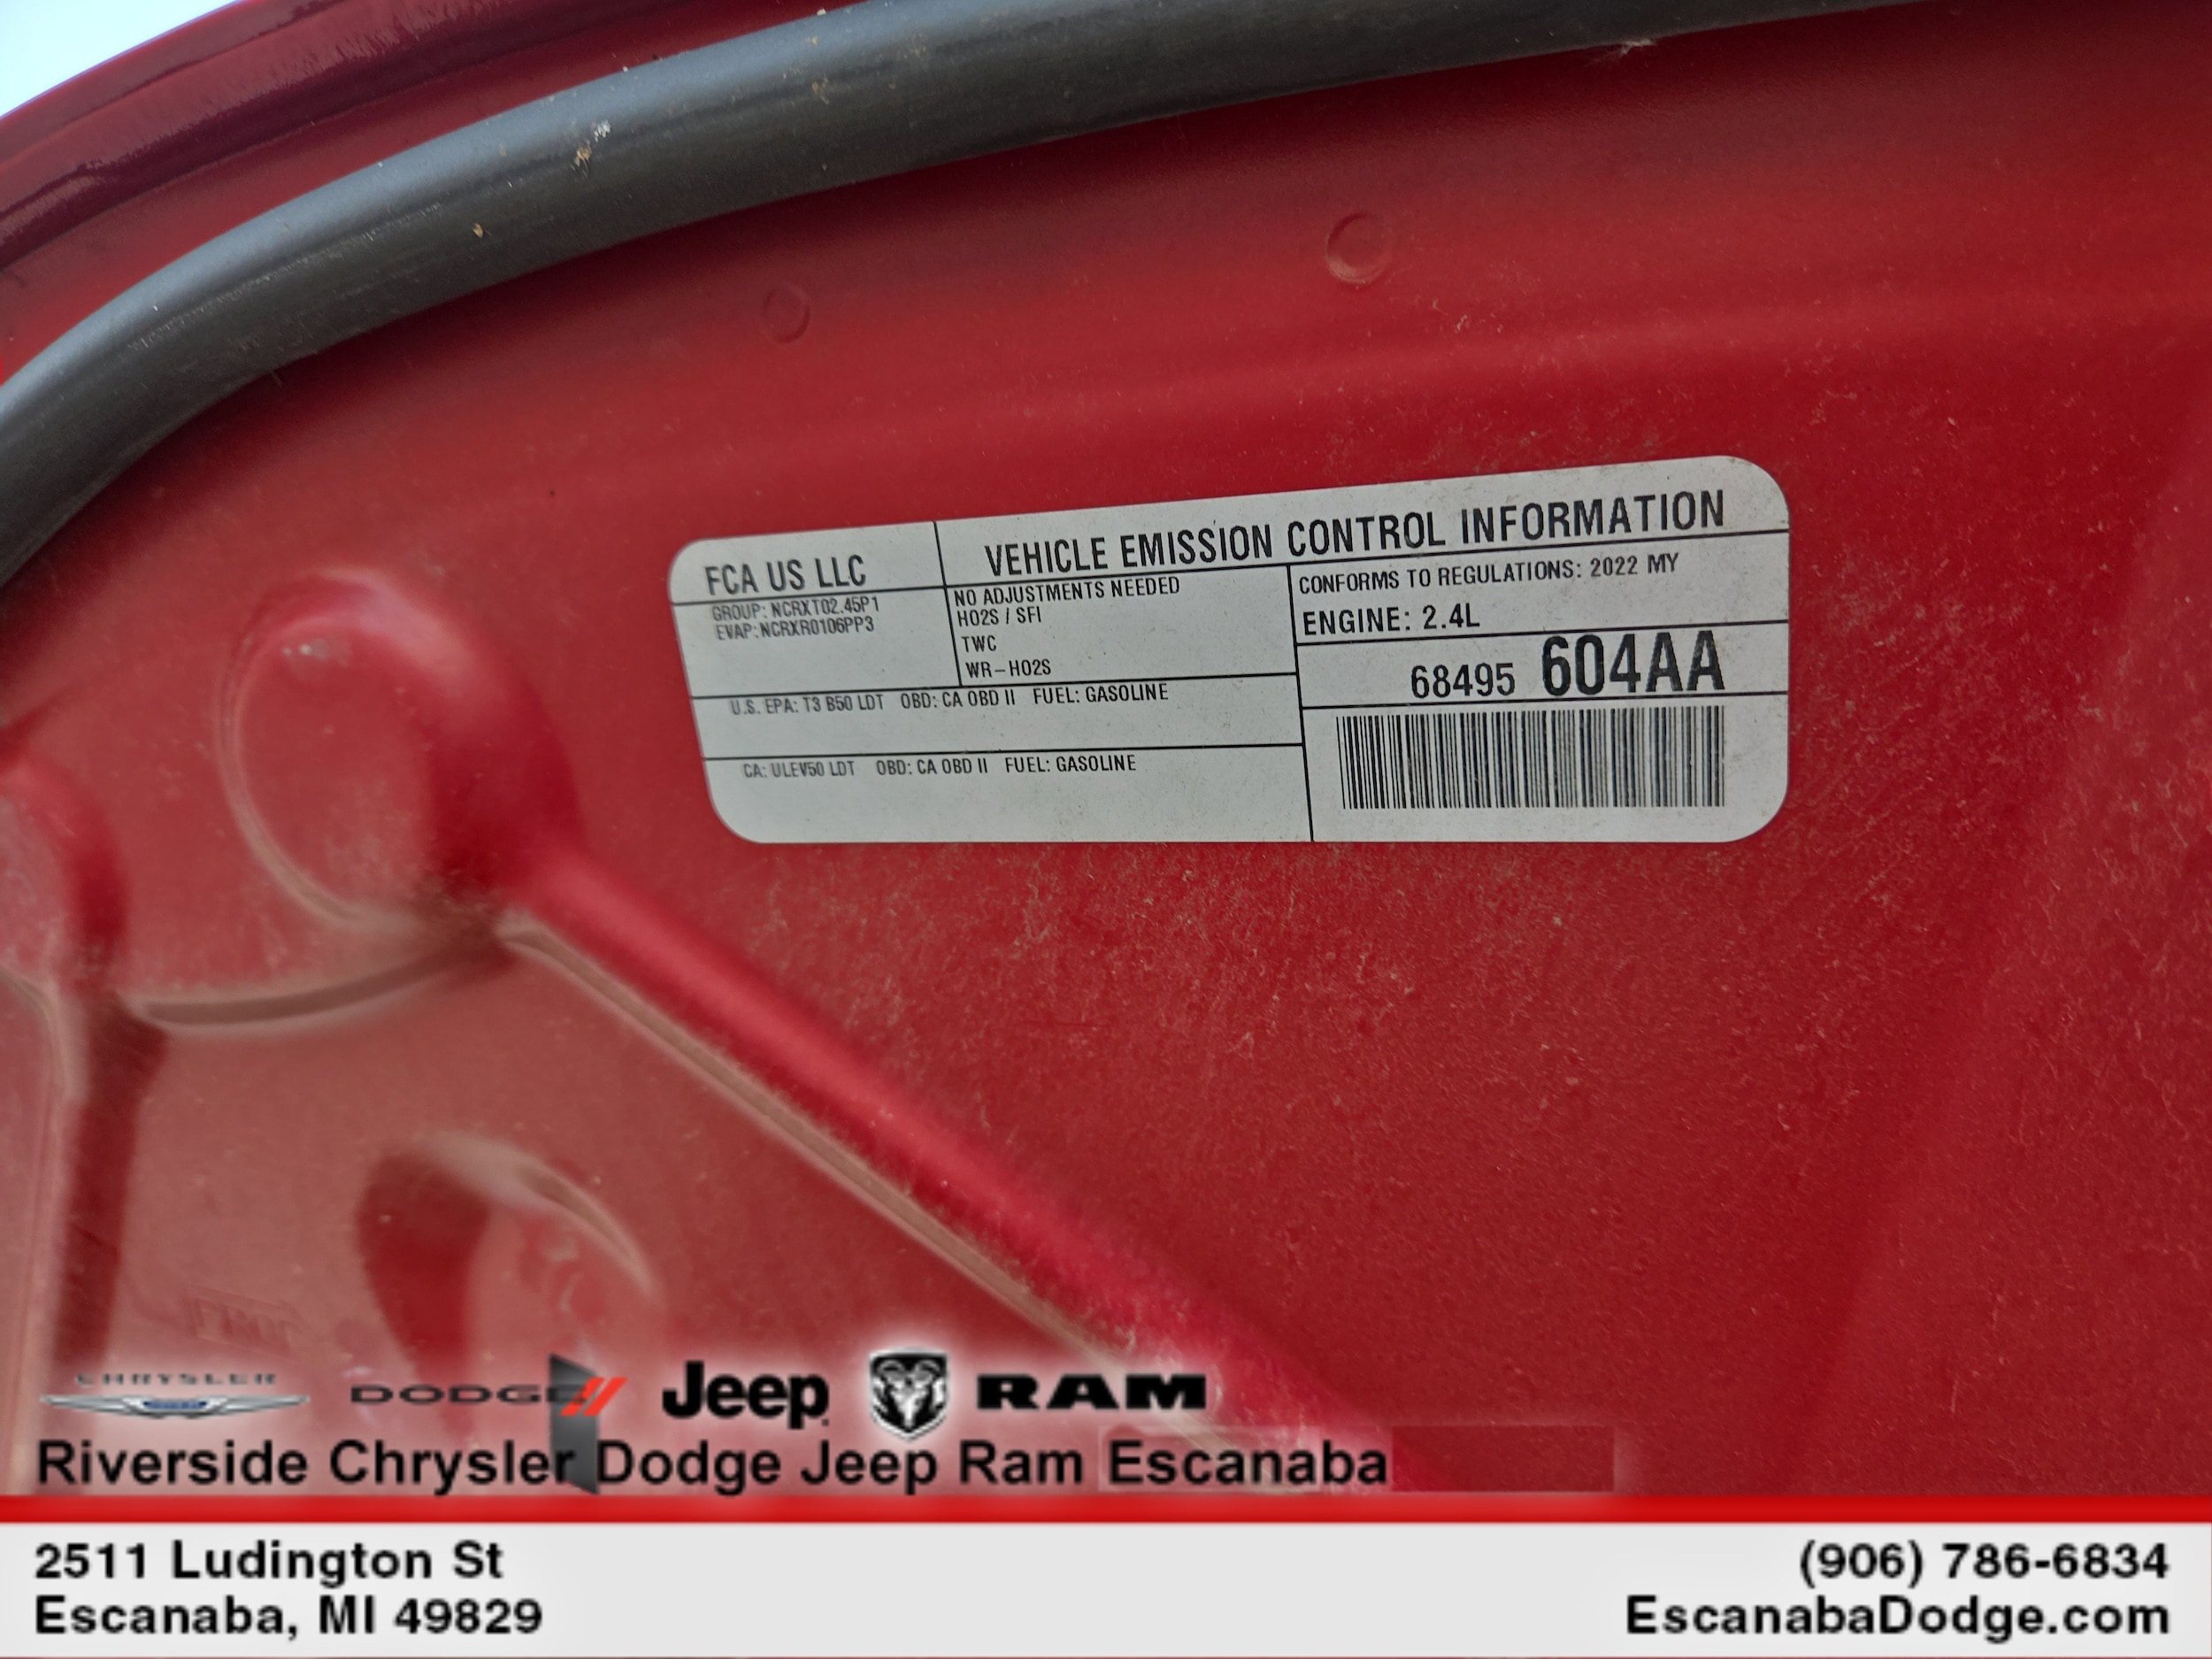 FCA US LLC
VEHICLE EMISSION CONTROL INFORMATION
GROUP: NCRXT02.45P1
EVAP: NCRXR0106PP3
NO ADJUSTMENTS NEEDED
HO2S / SFI
TWC
WR-HO2S
CONFORMS TO REGULATIONS: 2022 MY
ENGINE: 2.4L
68495 604AA
U.S. EPA: T3 B50 LDT OBD: CA OBD II FUEL: GASOLINE
CA: ULEV50 LDT OBD: CA OBD II FUEL: GASOLINE
CHRYSLER DODGE Jeep RAM
Riverside Chrysler Dodge Jeep Ram Escanaba
2511 Ludington St
Escanaba, MI 49829
(906) 786-6834
EscanabaDodge.com